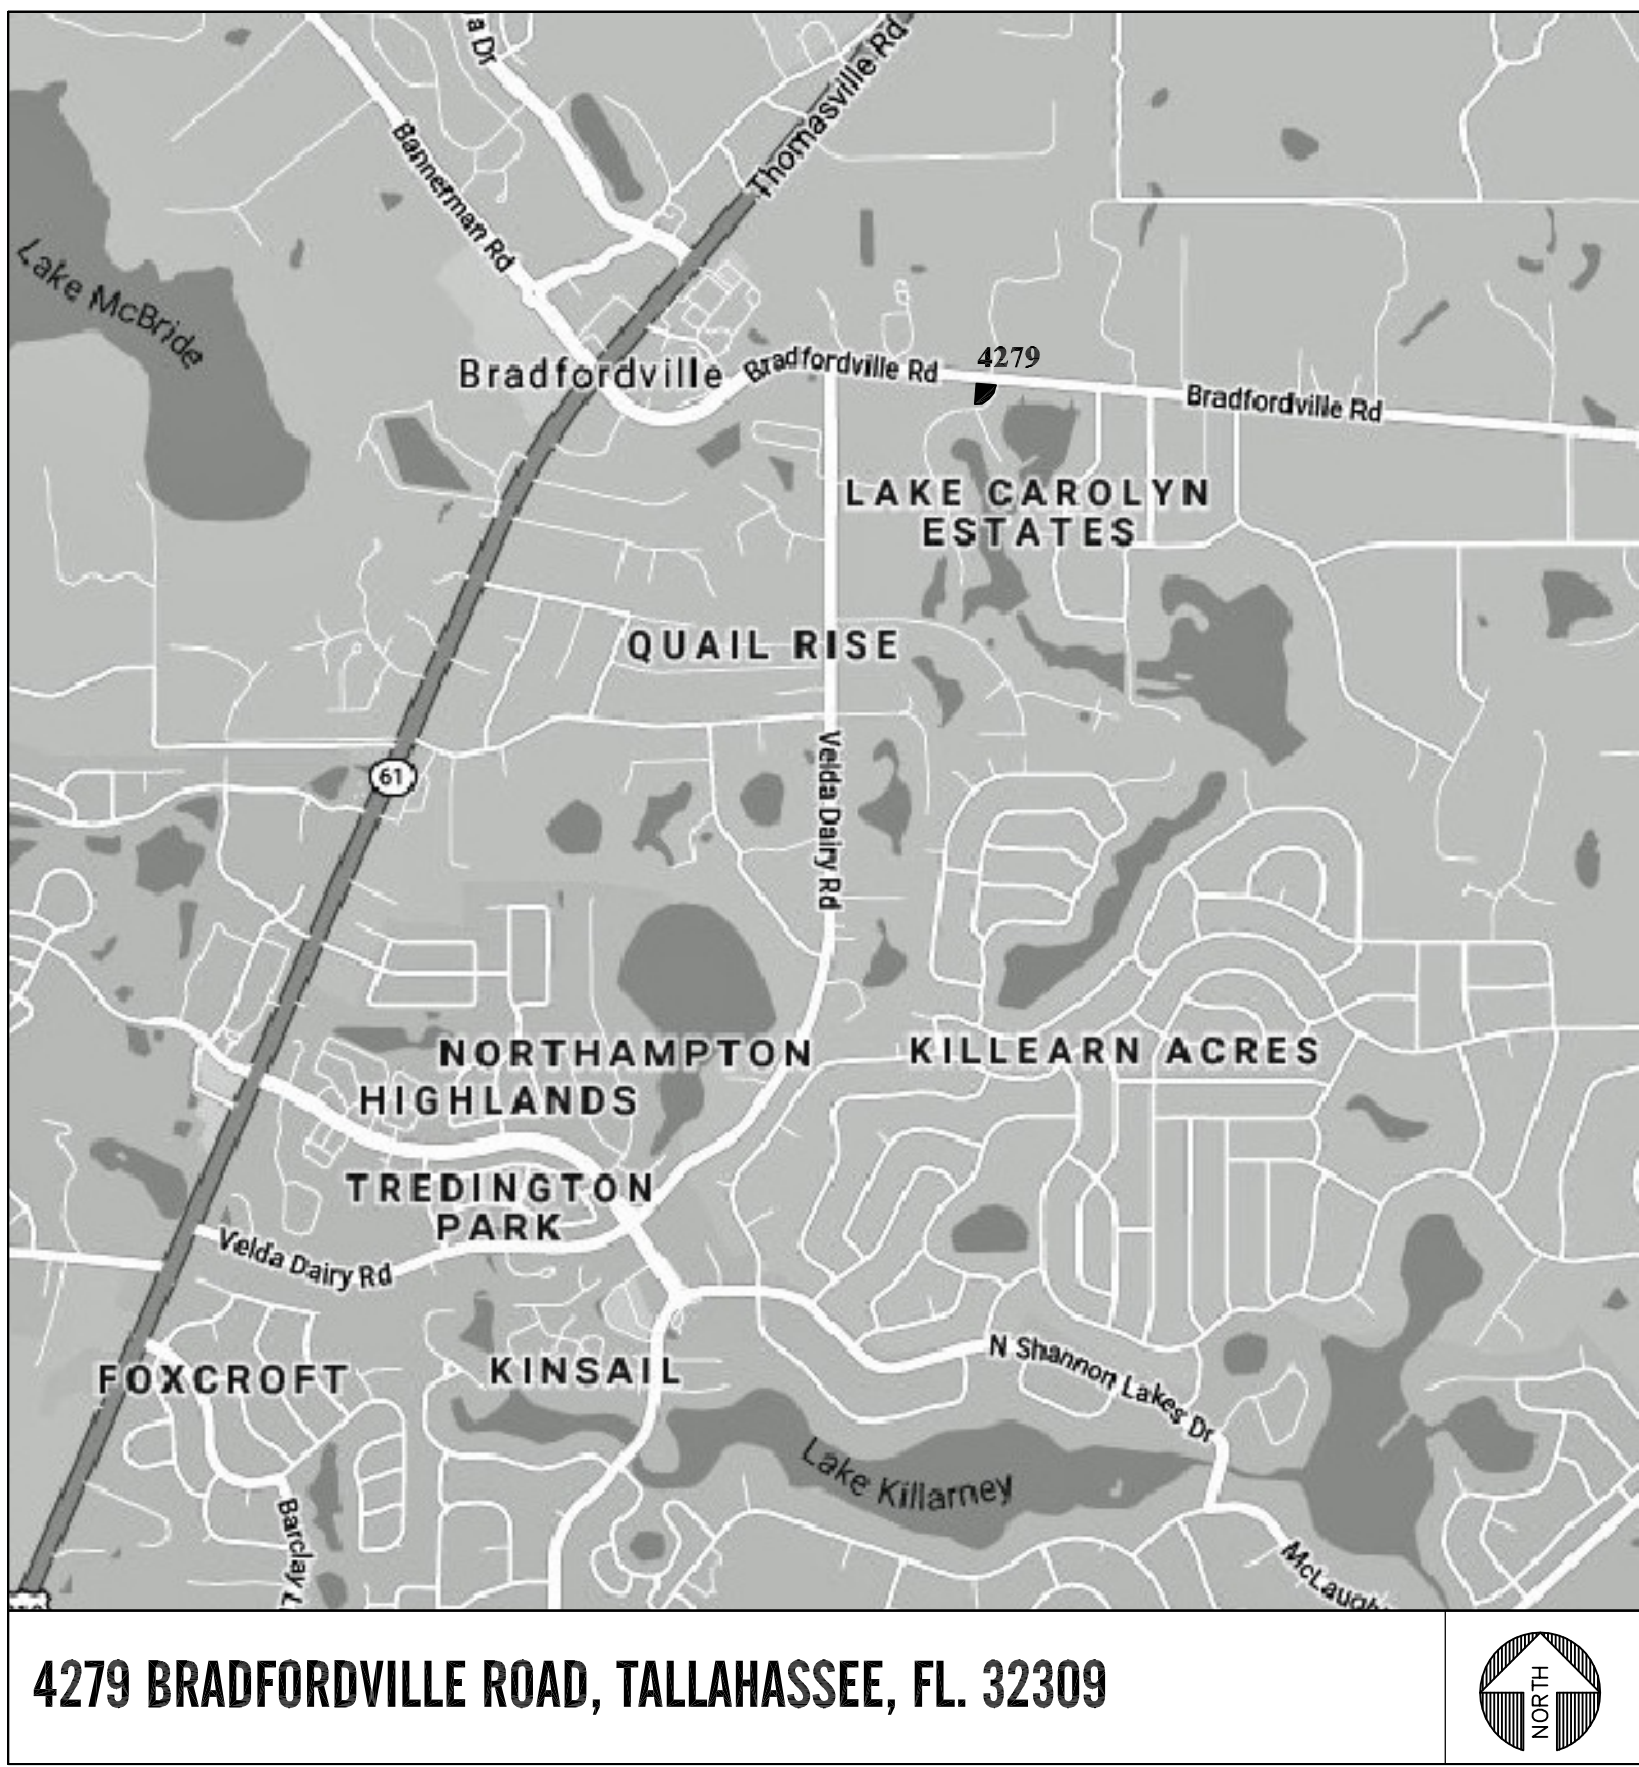 a Dr
Thomasville Rd
Bannerman Rd
Lake McBride
Bradfordville
Bradfordville Rd
4279
Bradfordville Rd
LAKE CAROLYN
ESTATES
QUAIL RISE
61
Velda Dairy Rd
NORTHAMPTON
KILLEARN ACRES
HIGHLANDS
TREDINGTON
PARK
Velda Dairy Rd
FOXCROFT
KINSAIL
N Shannon Lakes Dr
Lake Killarney
Barclay L
McLaugh
4279 BRADFORDVILLE ROAD, TALLAHASSEE, FL. 32309
NORTH